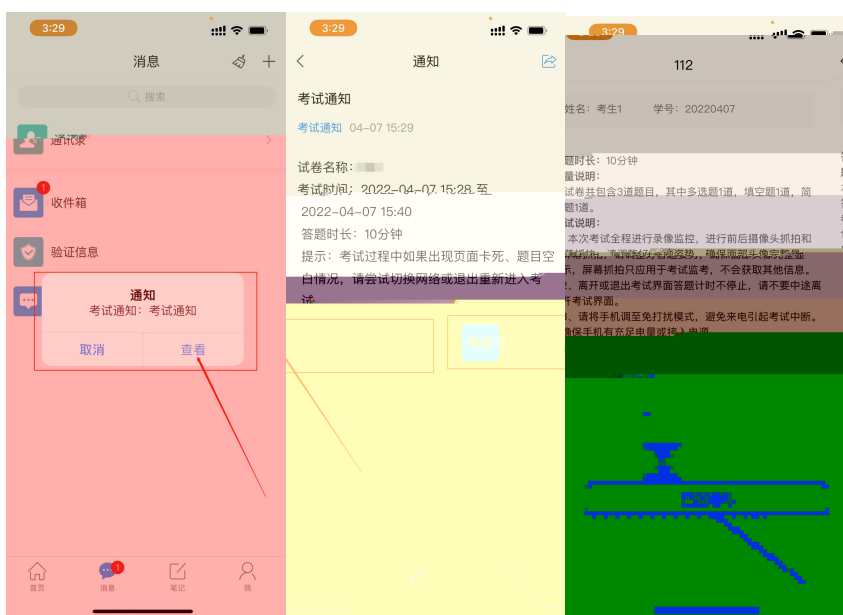 3:29
消息
搜索
通讯录
1
收件箱
验证信息
通知
考试通知：考试通知
取消
查看
首页
消息
1
笔记
我
3:29
通知
考试通知
考试通知 04-07 15:29
试卷名称：
考试时间：2022-04-07 15:28 至
2022-04-07 15:40
答题时长：10分钟
提示：考试过程中如果出现页面卡死、题目空
白情况，请尝试切换网络或退出重新进入考
试
3:29
112
姓名：考生1 学号：20220407
题时长：10分钟
量说明：
试卷共包含3道题目，其中多选题1道，填空题1道，简
题1道。
试说明：
本次考试全程进行录像监控，进行前后摄像头抓拍和
示，屏幕抓拍只应用于考试监考，不会获取其他信息。
2、离开或退出考试界面答题计时不停止，请不要中途离
开考试界面。
3、请将手机调至免打扰模式，避免来电引起考试中断。
确保手机有充足电量或接入电源